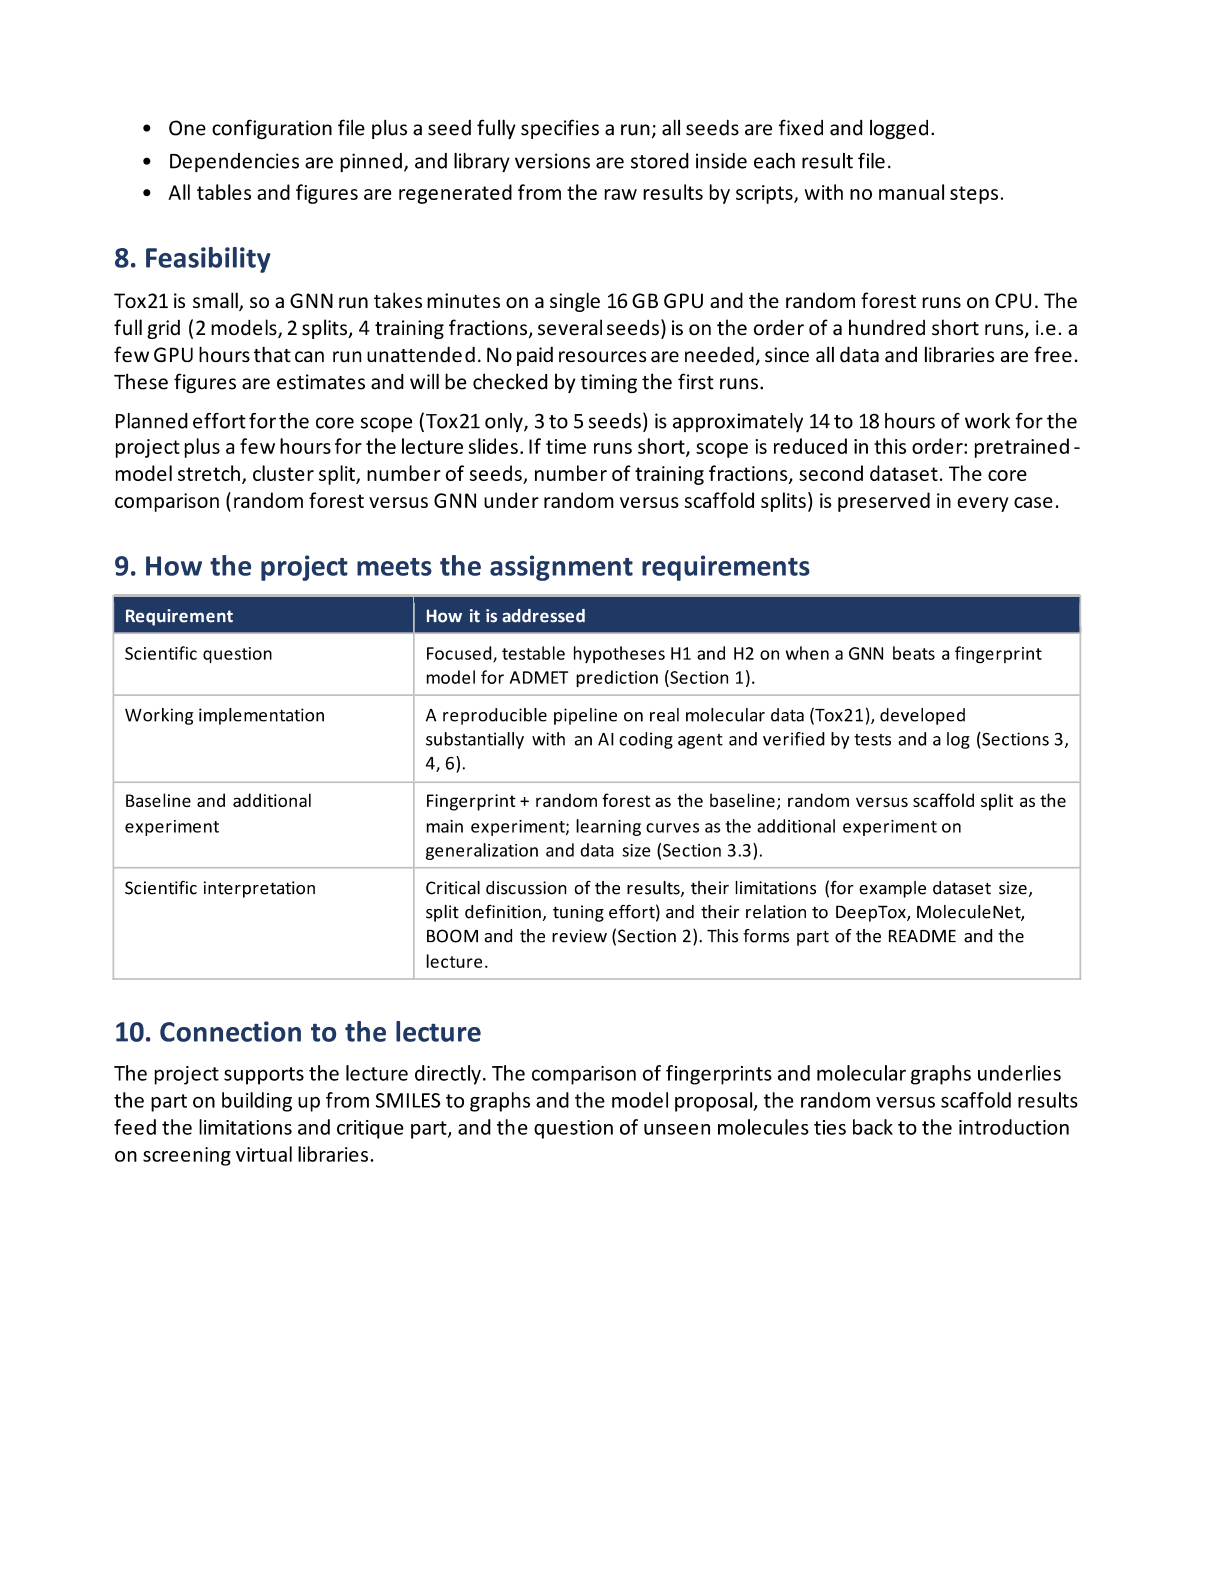 • One configuration file plus a seed fully specifies a run; all seeds are fixed and logged.
• Dependencies are pinned, and library versions are stored inside each result file.
• All tables and figures are regenerated from the raw results by scripts, with no manual steps.
8. Feasibility
Tox21 is small, so a GNN run takes minutes on a single 16 GB GPU and the random forest runs on CPU. The
full grid (2 models, 2 splits, 4 training fractions, several seeds) is on the order of a hundred short runs, i.e. a
few GPU hours that can run unattended. No paid resources are needed, since all data and libraries are free.
These figures are estimates and will be checked by timing the first runs.
Planned effort for the core scope (Tox21 only, 3 to 5 seeds) is approximately 14 to 18 hours of work for the
project plus a few hours for the lecture slides. If time runs short, scope is reduced in this order: pretrained-
model stretch, cluster split, number of seeds, number of training fractions, second dataset. The core
comparison (random forest versus GNN under random versus scaffold splits) is preserved in every case.
9. How the project meets the assignment requirements
Requirement
How it is addressed
Scientific question
Focused, testable hypotheses H1 and H2 on when a GNN beats a fingerprint
model for ADMET prediction (Section 1).
Working implementation
A reproducible pipeline on real molecular data (Tox21), developed
substantially with an AI coding agent and verified by tests and a log (Sections 3,
4, 6).
Baseline and additional
experiment
Fingerprint + random forest as the baseline; random versus scaffold split as the
main experiment; learning curves as the additional experiment on
generalization and data size (Section 3.3).
Scientific interpretation
Critical discussion of the results, their limitations (for example dataset size,
split definition, tuning effort) and their relation to DeepTox, MoleculeNet,
BOOM and the review (Section 2). This forms part of the README and the
lecture.
10. Connection to the lecture
The project supports the lecture directly. The comparison of fingerprints and molecular graphs underlies
the part on building up from SMILES to graphs and the model proposal, the random versus scaffold results
feed the limitations and critique part, and the question of unseen molecules ties back to the introduction
on screening virtual libraries.